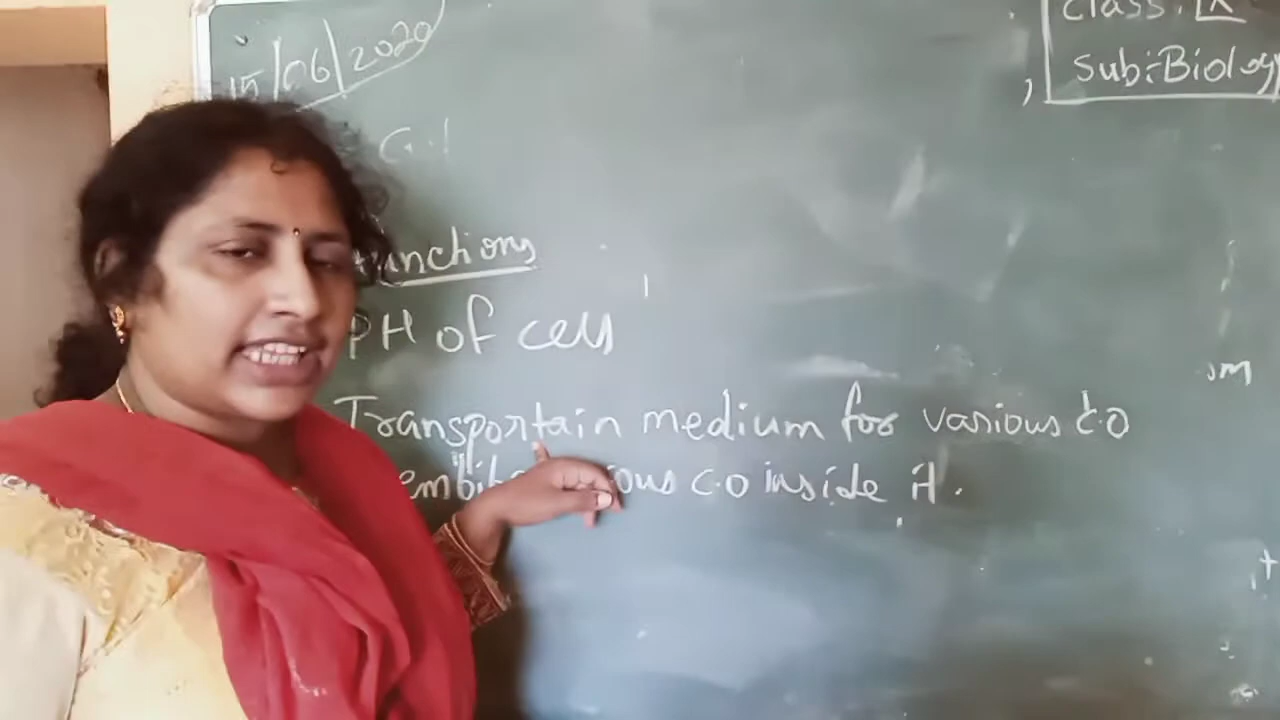 15/06/2020
Class: IX
Sub:-Biology
Functions
PH of cell
Transportain medium for various C.O
C.O inside it.